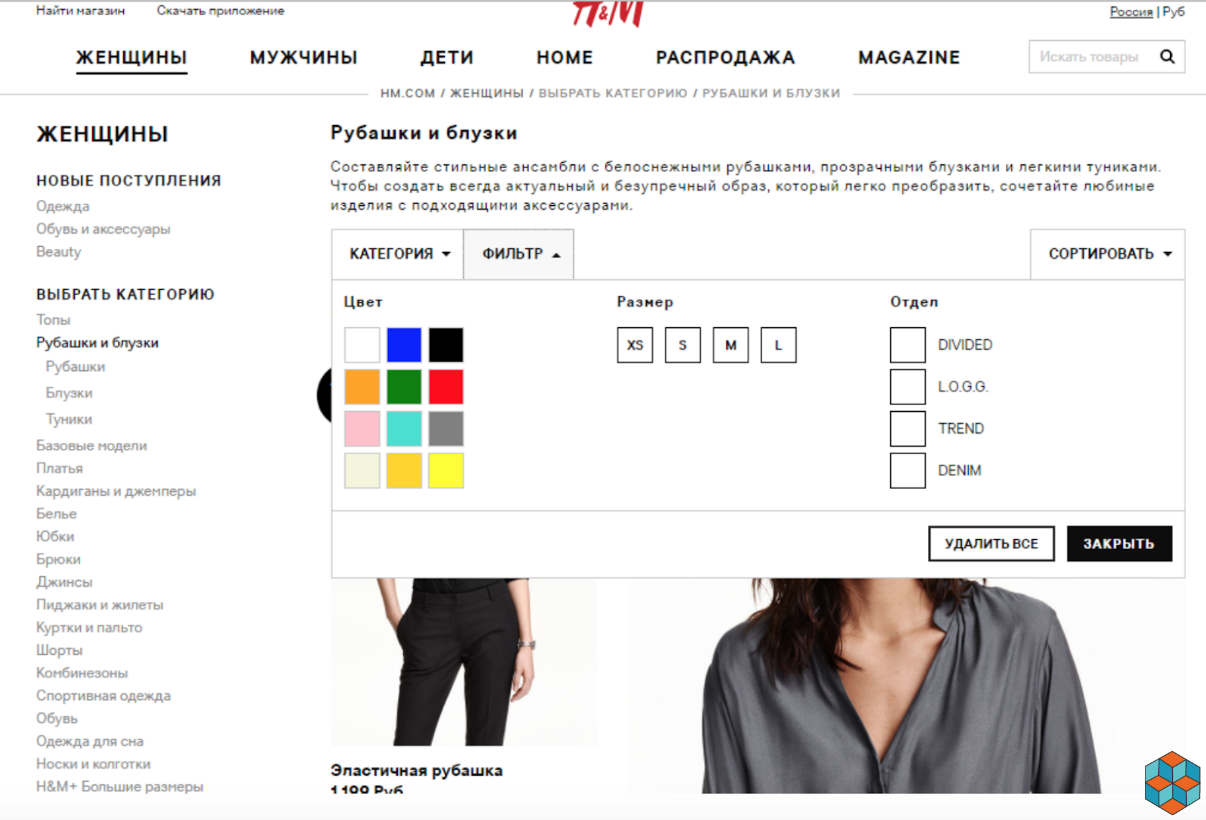 Найти магазин
Скачать приложение
H&M
Россия | Руб
ЖЕНЩИНЫ
МУЖЧИНЫ
ДЕТИ
HOME
РАСПРОДАЖА
MAGAZINE
Искать товары
HM.COM / ЖЕНЩИНЫ / ВЫБРАТЬ КАТЕГОРИЮ / РУБАШКИ И БЛУЗКИ
ЖЕНЩИНЫ
НОВЫЕ ПОСТУПЛЕНИЯ
Одежда
Обувь и аксессуары
Beauty
ВЫБРАТЬ КАТЕГОРИЮ
Топы
Рубашки и блузки
Рубашки
Блузки
Туники
Базовые модели
Платья
Кардиганы и джемперы
Белье
Юбки
Брюки
Джинсы
Пиджаки и жилеты
Куртки и пальто
Шорты
Комбинезоны
Спортивная одежда
Обувь
Одежда для сна
Носки и колготки
H&M+ Большие размеры
Рубашки и блузки
Составляйте стильные ансамбли с белоснежными рубашками, прозрачными блузками и легкими туниками.
Чтобы создать всегда актуальный и безупречный образ, который легко преобразить, сочетайте любимые
изделия с подходящими аксессуарами.
КАТЕГОРИЯ
ФИЛЬТР
СОРТИРОВАТЬ
Цвет
Размер
XS
S
M
L
Отдел
DIVIDED
L.O.G.G.
TREND
DENIM
УДАЛИТЬ ВСЕ
ЗАКРЫТЬ
Эластичная рубашка
1 199 Руб